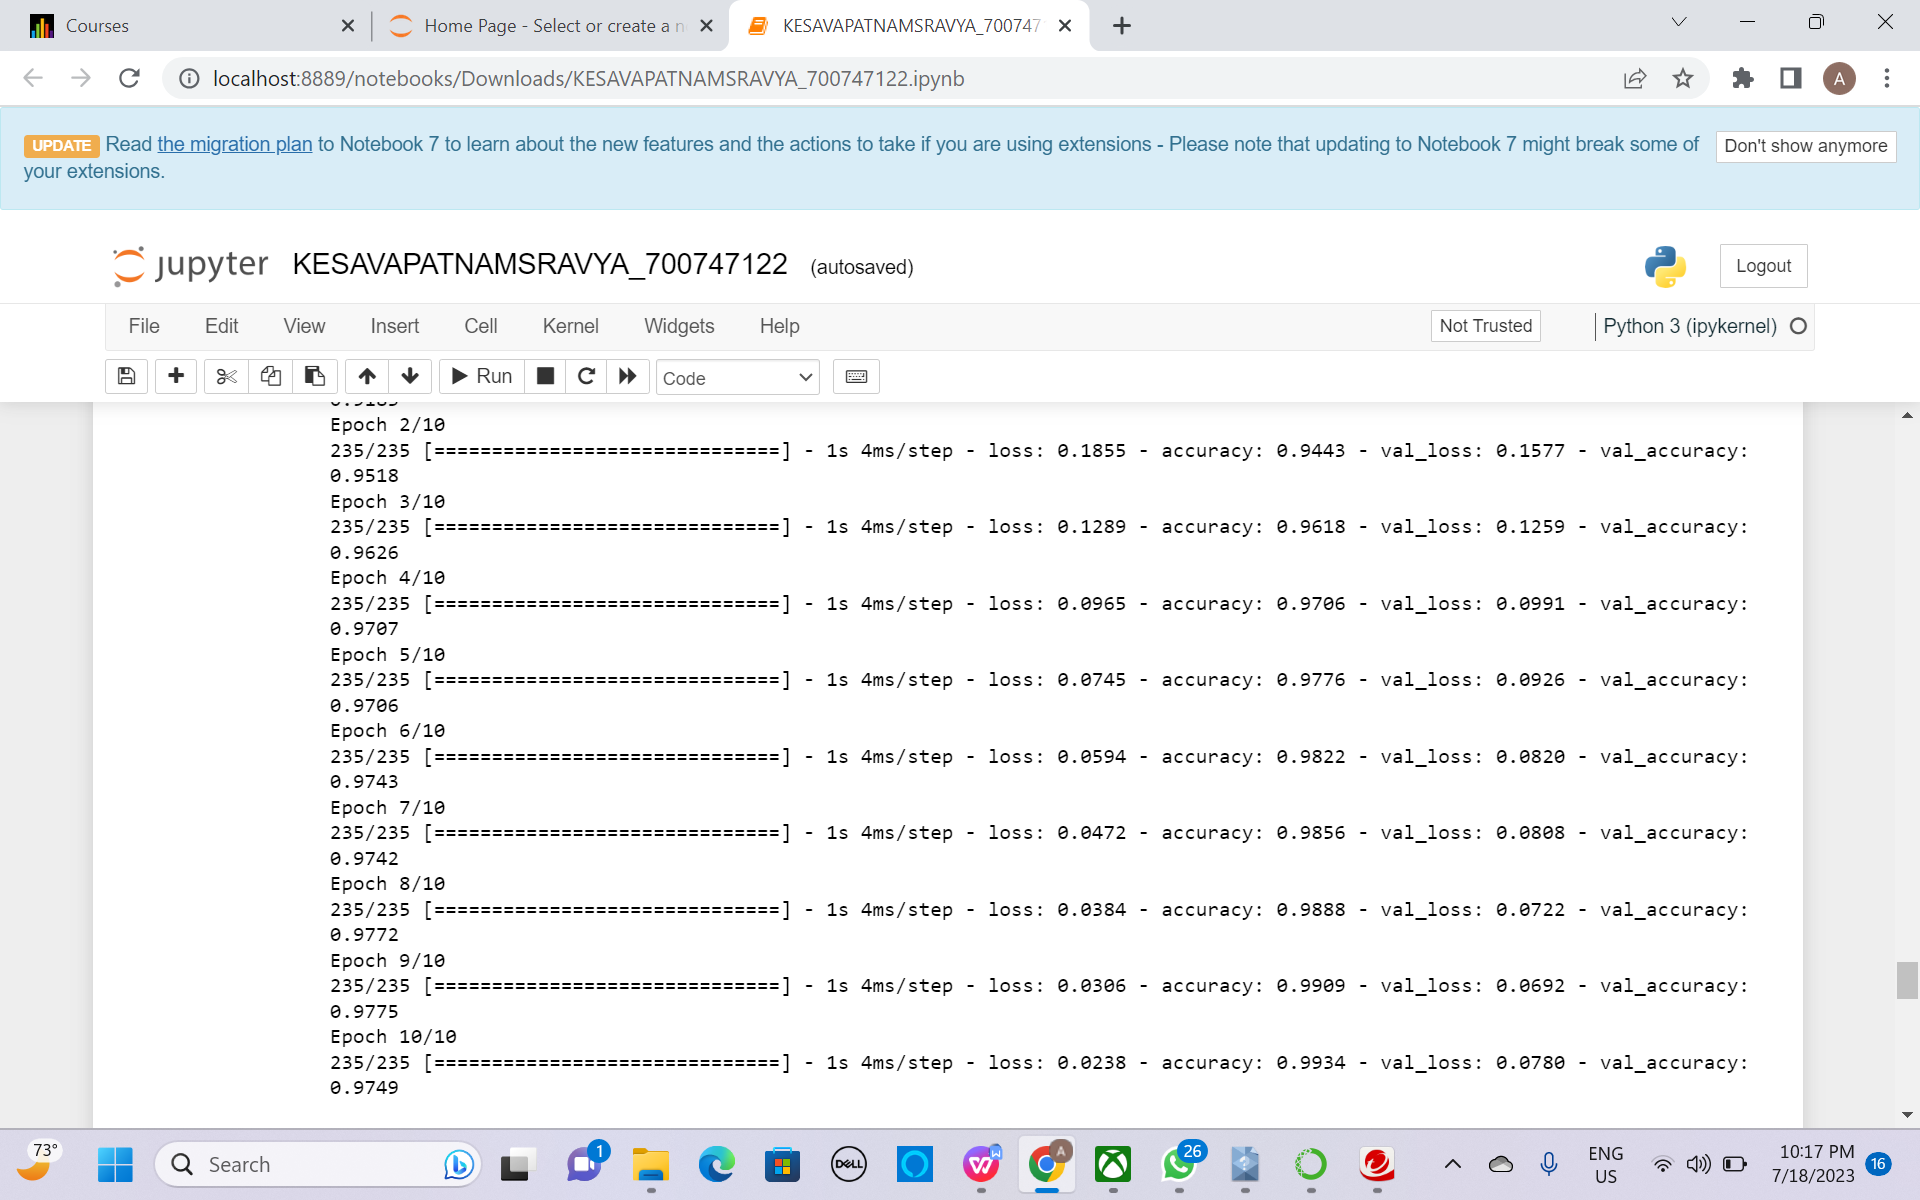 Courses
Home Page - Select or create a n
KESAVAPATNAMSRAVYA_700747
localhost:8889/notebooks/Downloads/KESAVAPATNAMSRAVYA_700747122.ipynb
A
UPDATE Read the migration plan to Notebook 7 to learn about the new features and the actions to take if you are using extensions - Please note that updating to Notebook 7 might break some of
your extensions.
Don't show anymore
jupyter KESAVAPATNAMSRAVYA_700747122 (autosaved)
Logout
File Edit View Insert Cell Kernel Widgets Help
Not Trusted
Python 3 (ipykernel)
Run
Code
Epoch 2/10
235/235 [==============================] - 1s 4ms/step - loss: 0.1855 - accuracy: 0.9443 - val_loss: 0.1577 - val_accuracy:
0.9518
Epoch 3/10
235/235 [==============================] - 1s 4ms/step - loss: 0.1289 - accuracy: 0.9618 - val_loss: 0.1259 - val_accuracy:
0.9626
Epoch 4/10
235/235 [==============================] - 1s 4ms/step - loss: 0.0965 - accuracy: 0.9706 - val_loss: 0.0991 - val_accuracy:
0.9707
Epoch 5/10
235/235 [==============================] - 1s 4ms/step - loss: 0.0745 - accuracy: 0.9776 - val_loss: 0.0926 - val_accuracy:
0.9706
Epoch 6/10
235/235 [==============================] - 1s 4ms/step - loss: 0.0594 - accuracy: 0.9822 - val_loss: 0.0820 - val_accuracy:
0.9743
Epoch 7/10
235/235 [==============================] - 1s 4ms/step - loss: 0.0472 - accuracy: 0.9856 - val_loss: 0.0808 - val_accuracy:
0.9742
Epoch 8/10
235/235 [==============================] - 1s 4ms/step - loss: 0.0384 - accuracy: 0.9888 - val_loss: 0.0722 - val_accuracy:
0.9772
Epoch 9/10
235/235 [==============================] - 1s 4ms/step - loss: 0.0306 - accuracy: 0.9909 - val_loss: 0.0692 - val_accuracy:
0.9775
Epoch 10/10
235/235 [==============================] - 1s 4ms/step - loss: 0.0238 - accuracy: 0.9934 - val_loss: 0.0780 - val_accuracy:
0.9749
73°
Search
1
DELL
W
A
26
ENG
US
10:17 PM
7/18/2023
16